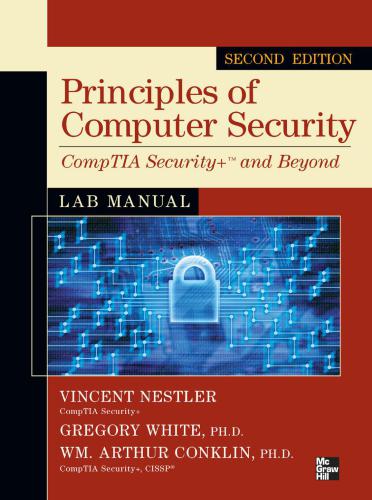 SECOND EDITION
Principles of
Computer Security
CompTIA Security+™ and Beyond
LAB MANUAL
VINCENT NESTLER
CompTIA Security+
GREGORY WHITE, PH.D.
WM. ARTHUR CONKLIN, PH.D.
CompTIA Security+, CISSP®
Mc
Graw
Hill